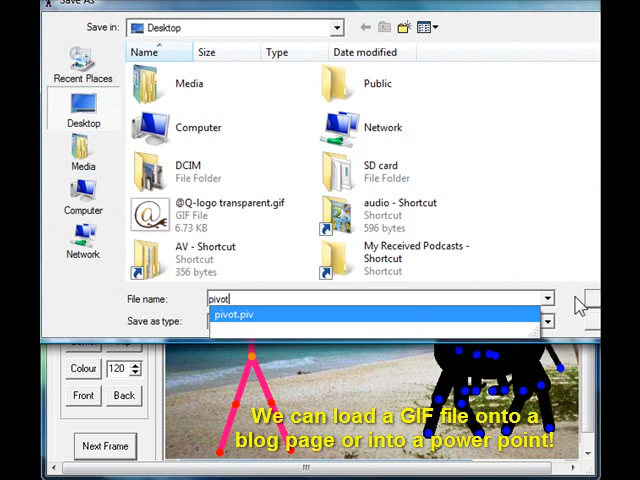 Save As
Save in:
Desktop
Name
Size
Type
Date modified
Recent Places
Desktop
Media
Computer
Network
Media
Public
Computer
Network
DCIM
File Folder
SD card
File Folder
@Q-logo transparent.gif
GIF File
6.73 KB
audio - Shortcut
Shortcut
596 bytes
AV - Shortcut
Shortcut
356 bytes
My Received Podcasts -
Shortcut
Shortcut
File name:
pivot
pivot.piv
Save as type:
Colour
120
Front
Back
Next Frame
We can load a GIF file onto a
blog page or into a power point!